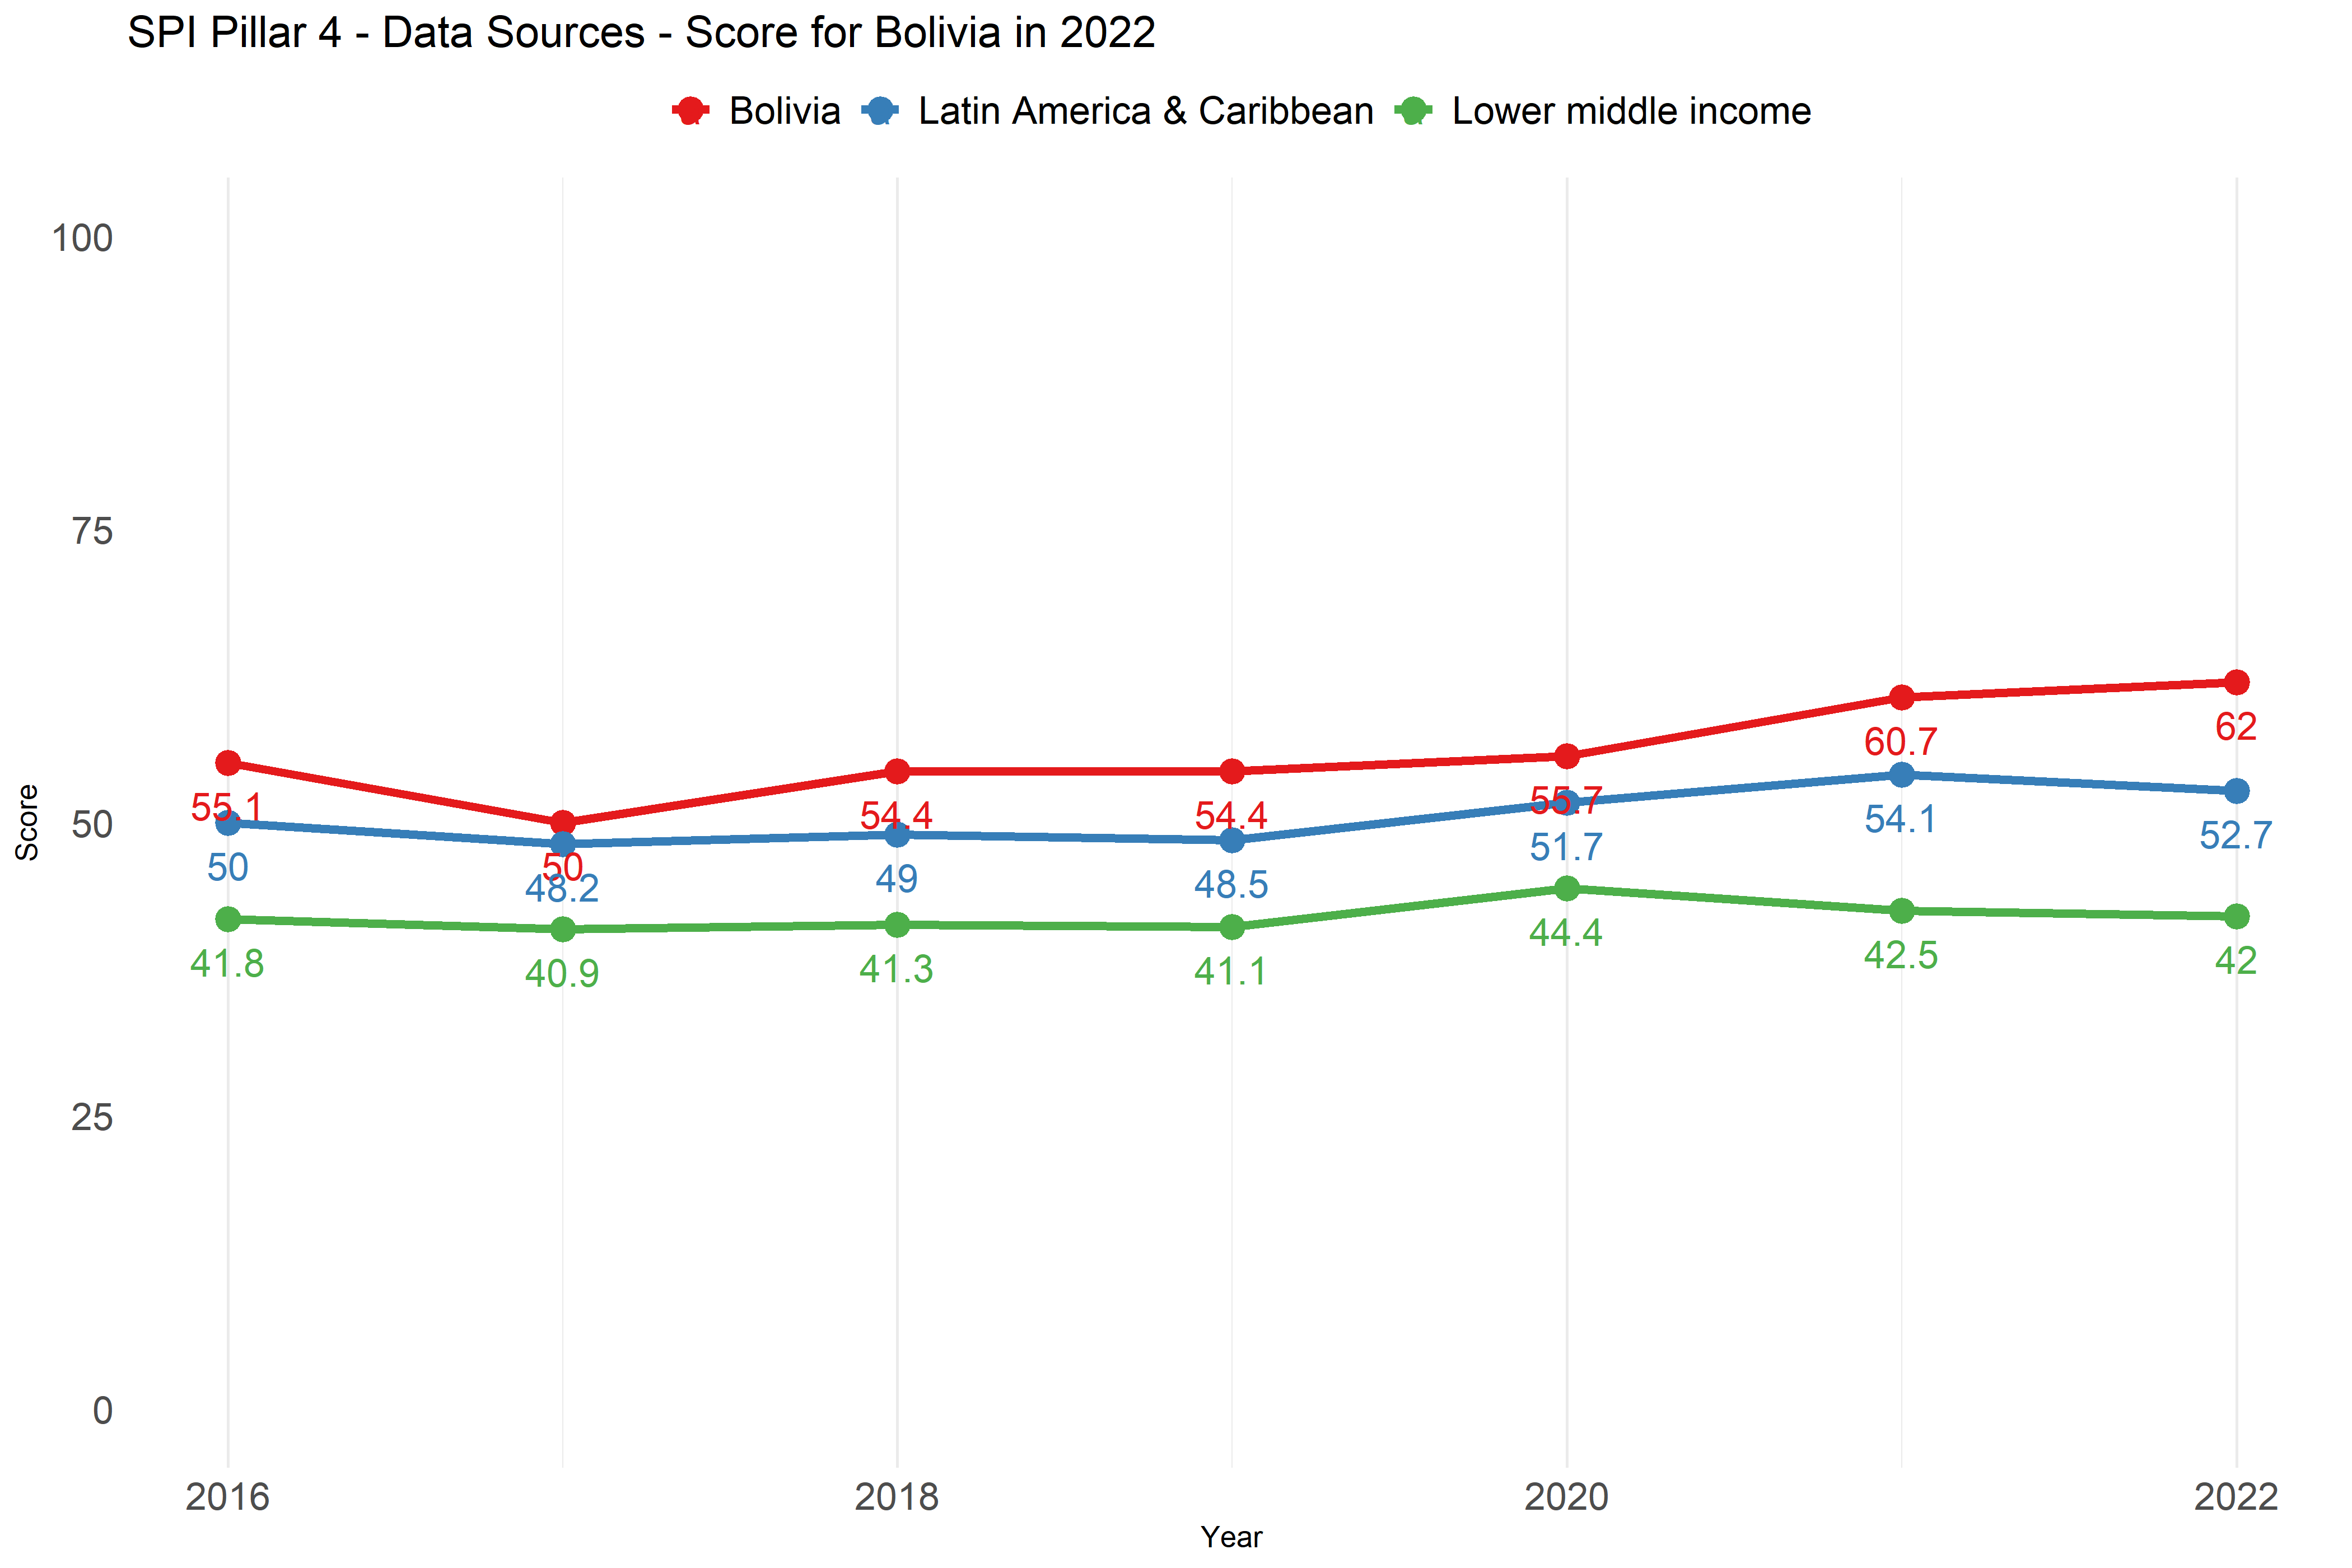 SPI Pillar 4 - Data Sources - Score for Bolivia in 2022
Bolivia Latin America & Caribbean Lower middle income
100
75
50
25
0
Score
55.1 50 54.4 54.4 55.7 60.7 62
50 48.2 49 48.5 51.7 54.1 52.7
41.8 40.9 41.3 41.1 44.4 42.5 42
2016 2018 2020 2022
Year